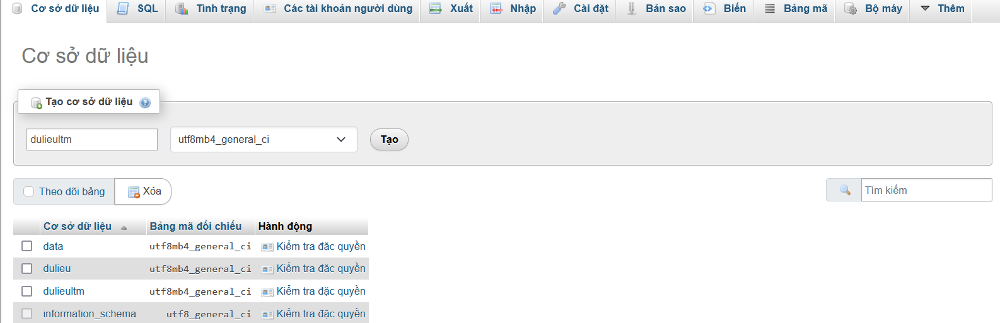 Cơ sở dữ liệu SQL Tình trạng Các tài khoản người dùng Xuất Nhập Cài đặt Bản sao Biến Bảng mã Bộ máy Thêm
Cơ sở dữ liệu
Tạo cơ sở dữ liệu
dulieultm utf8mb4_general_ci Tạo
Theo dõi bảng Xóa Tìm kiếm
Cơ sở dữ liệu Bảng mã đối chiếu Hành động
data utf8mb4_general_ci Kiểm tra đặc quyền
dulieu utf8mb4_general_ci Kiểm tra đặc quyền
dulieultm utf8mb4_general_ci Kiểm tra đặc quyền
information_schema utf8_general_ci Kiểm tra đặc quyền